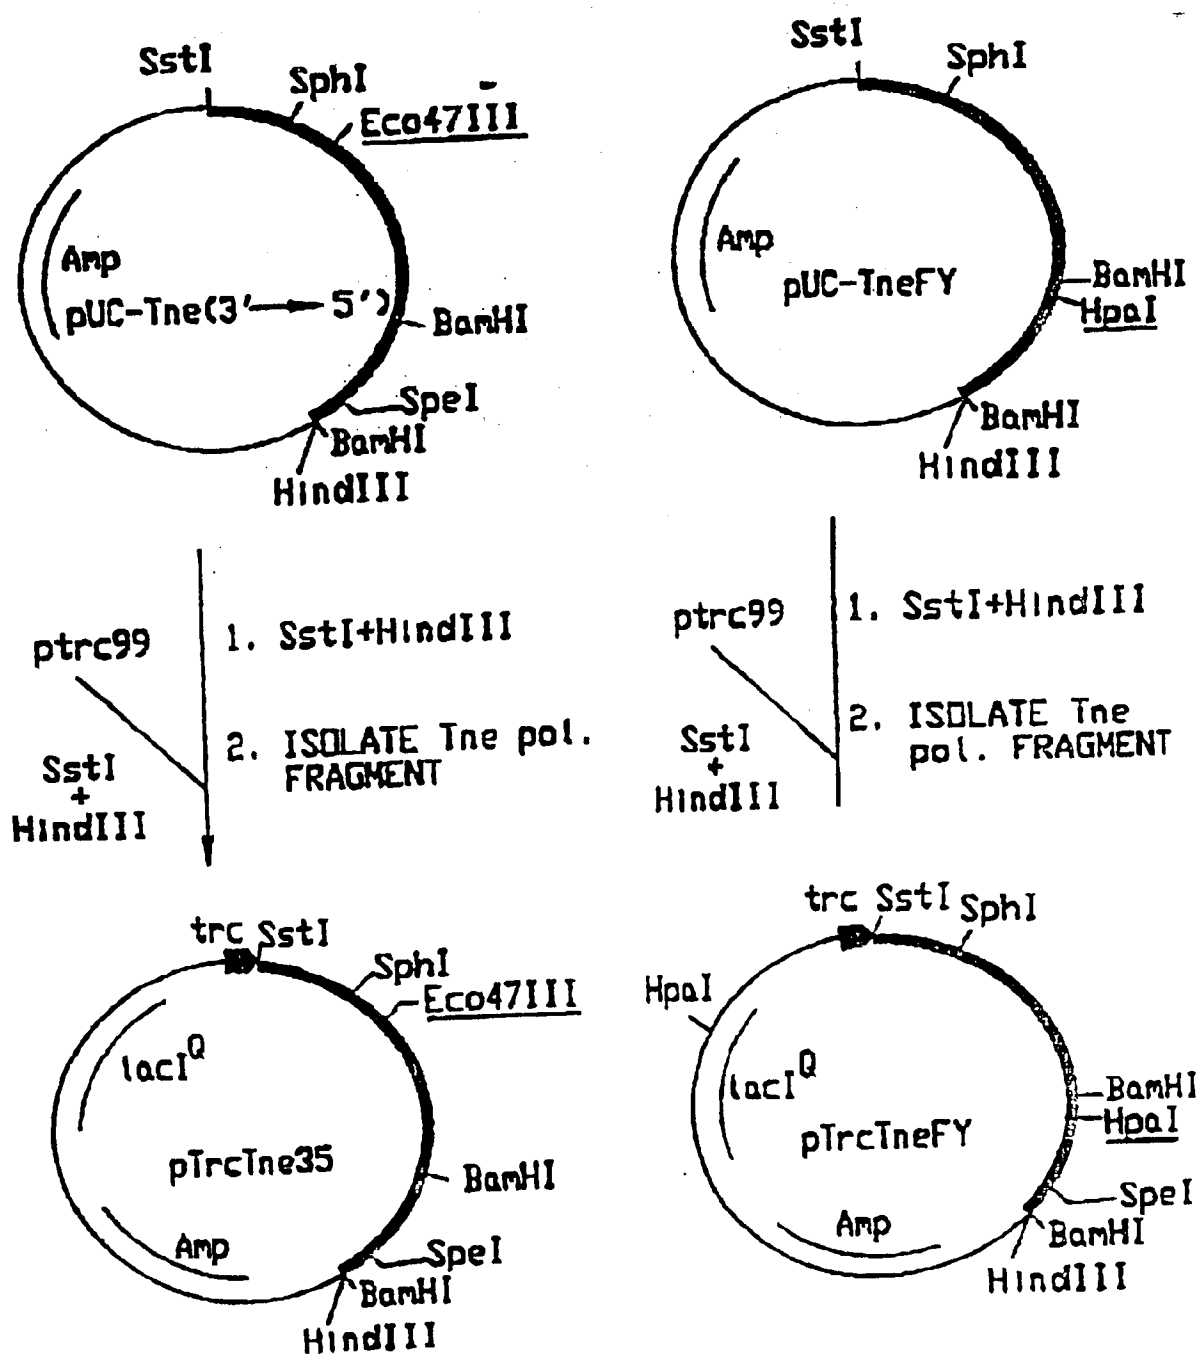 SstI
SphI
Eco47III
Amp
pUC-Tne(3' → 5')
BamHI
SpeI
BamHI
HindIII
ptrc99
1. SstI+HindIII
2. ISOLATE Tne pol.
FRAGMENT
SstI
+
HindIII
trc SstI
SphI
Eco47III
lacI^Q
pTrcTne35
BamHI
Amp
SpeI
BamHI
HindIII
SstI
SphI
Amp
pUC-TneFY
BamHI
HpaI
BamHI
HindIII
ptrc99
1. SstI+HindIII
2. ISOLATE Tne
pol. FRAGMENT
SstI
+
HindIII
trc SstI SphI
HpaI
lacI^Q
BamHI
HpaI
pTrcTneFY
SpeI
Amp
BamHI
HindIII